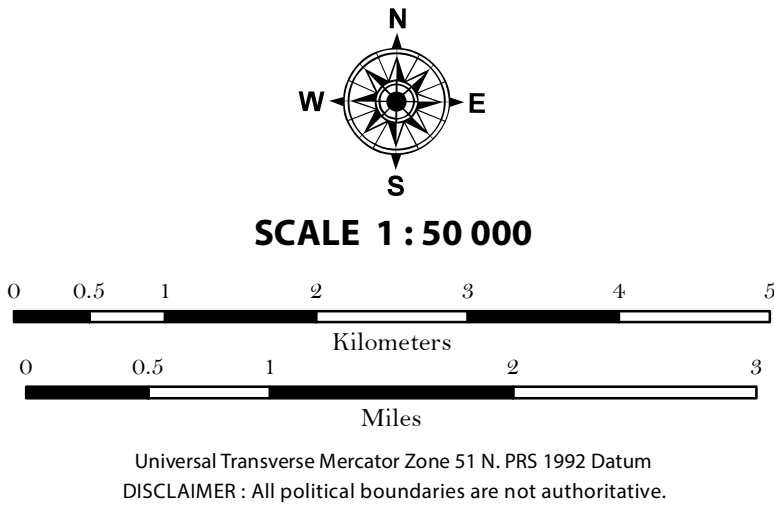 N
W E
S
SCALE 1 : 50 000
0 0.5 1 2 3 4 5
Kilometers
0 0.5 1 2 3
Miles
Universal Transverse Mercator Zone 51 N. PRS 1992 Datum
DISCLAIMER : All political boundaries are not authoritative.